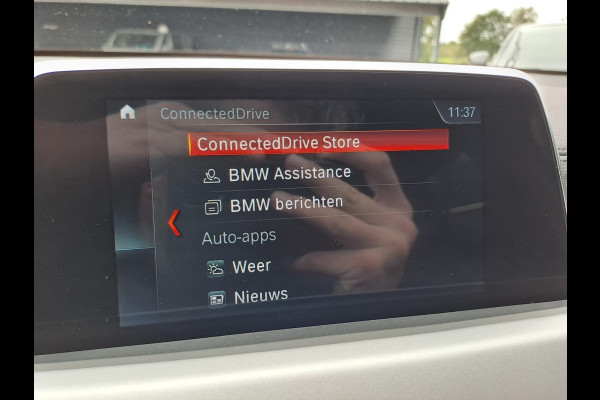 ConnectedDrive 11:37
ConnectedDrive Store
BMW Assistance
BMW berichten
Auto-apps
Weer
Nieuws